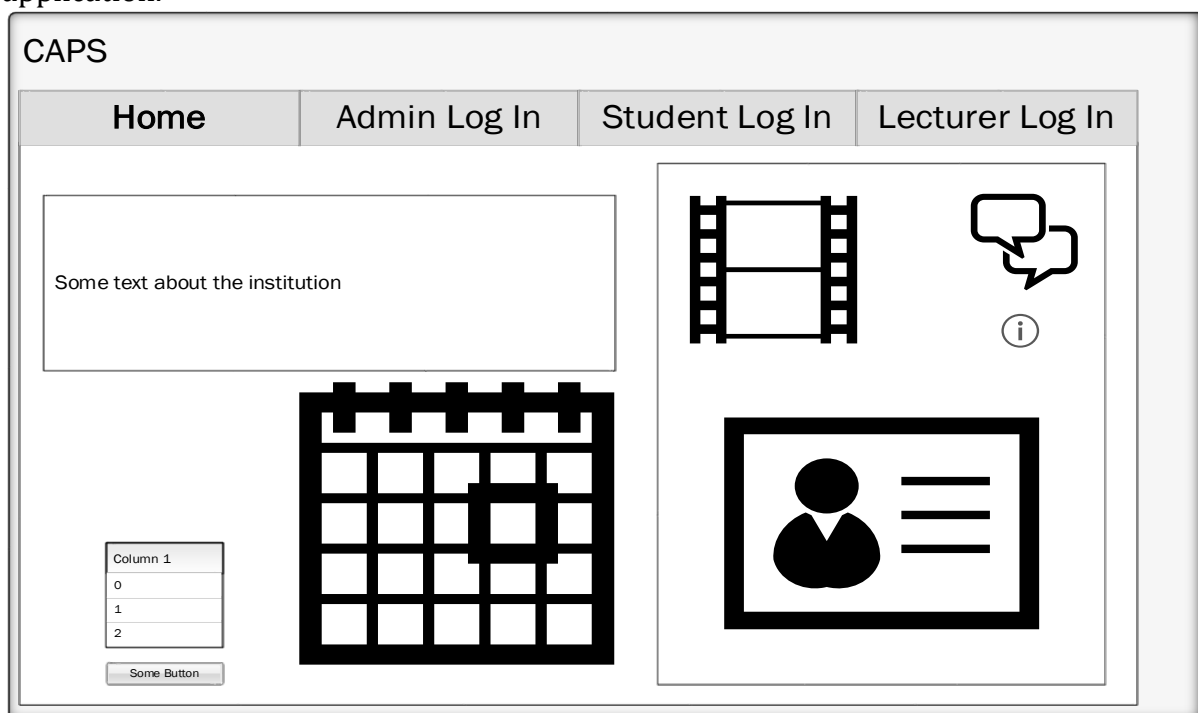 application.
CAPS
Home
Admin Log In
Student Log In
Lecturer Log In
Some text about the institution
i
Column 1
0
1
2
Some Button